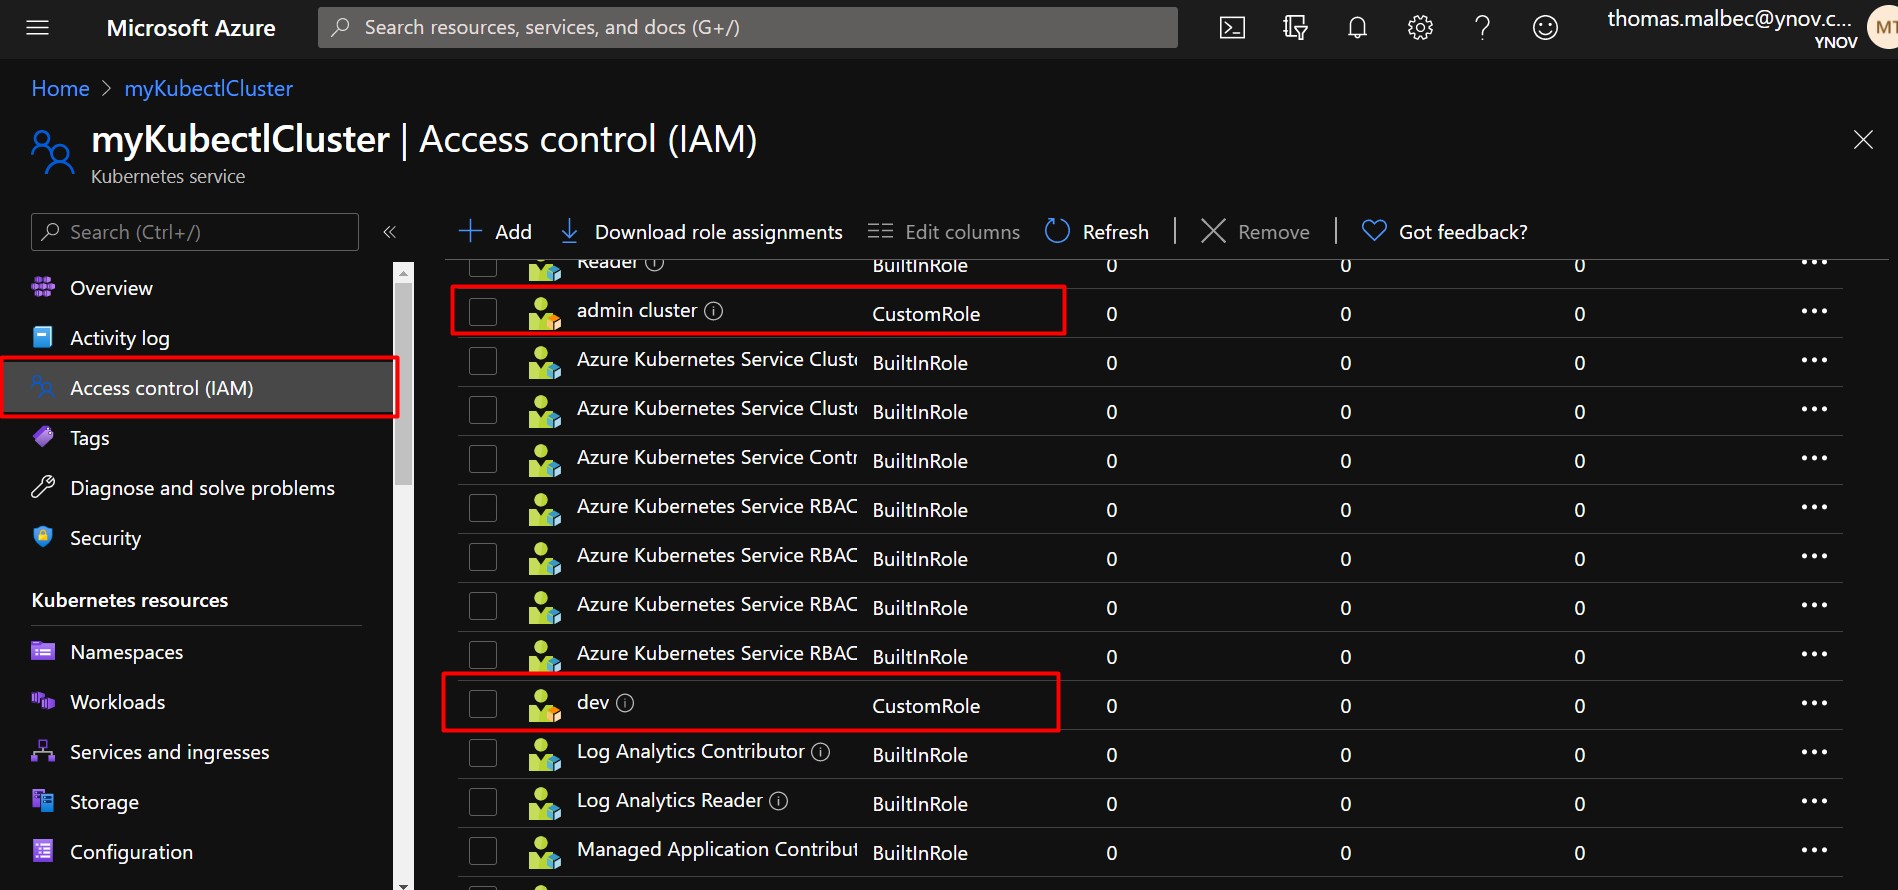 Microsoft Azure
Search resources, services, and docs (G+/)
thomas.malbec@ynov.c...
YNOV
MT
Home > myKubectlCluster
myKubectlCluster | Access control (IAM)
Kubernetes service
Search (Ctrl+/)
«
Overview
Activity log
Access control (IAM)
Tags
Diagnose and solve problems
Security
Kubernetes resources
Namespaces
Workloads
Services and ingresses
Storage
Configuration
Add Download role assignments Edit columns Refresh | Remove | Got feedback?
Reader BuiltInRole 0 0 0 ...
admin cluster CustomRole 0 0 0 ...
Azure Kubernetes Service Cluste BuiltInRole 0 0 0 ...
Azure Kubernetes Service Cluste BuiltInRole 0 0 0 ...
Azure Kubernetes Service Contr BuiltInRole 0 0 0 ...
Azure Kubernetes Service RBAC BuiltInRole 0 0 0 ...
Azure Kubernetes Service RBAC BuiltInRole 0 0 0 ...
Azure Kubernetes Service RBAC BuiltInRole 0 0 0 ...
Azure Kubernetes Service RBAC BuiltInRole 0 0 0 ...
dev CustomRole 0 0 0 ...
Log Analytics Contributor BuiltInRole 0 0 0 ...
Log Analytics Reader BuiltInRole 0 0 0 ...
Managed Application Contribut BuiltInRole 0 0 0 ...